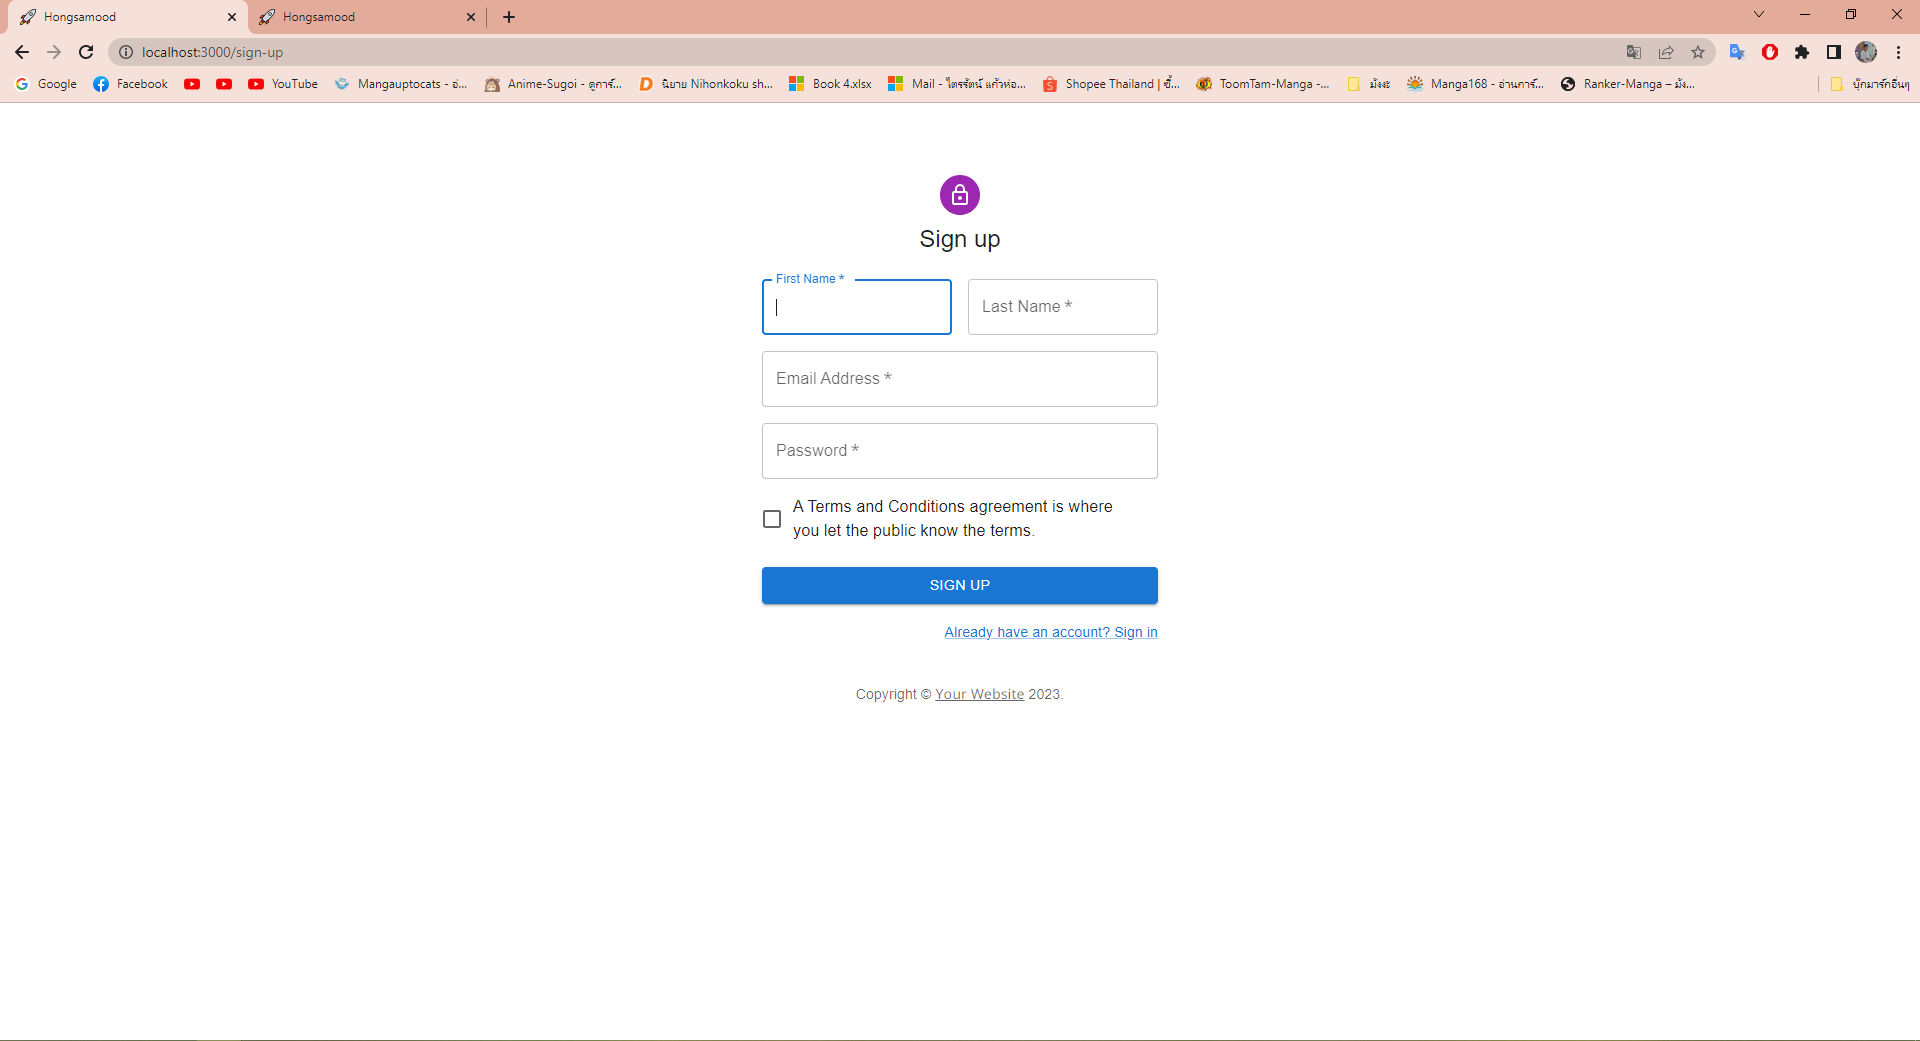 Hongsamood
Hongsamood
localhost:3000/sign-up
Google
Facebook
YouTube
Mangauptocats - อ่...
Anime-Sugoi - ดูการ์...
นิยาย Nihonkoku sh...
Book 4.xlsx
Mail - ไตรรัตน์ แก้วห่อ...
Shopee Thailand | ซื้...
ToomTam-Manga -...
มังงะ
Manga168 - อ่านการ์...
Ranker-Manga – มัง...
บุ๊กมาร์กอื่นๆ
Sign up
First Name *
Last Name *
Email Address *
Password *
A Terms and Conditions agreement is where
you let the public know the terms.
SIGN UP
Already have an account? Sign in
Copyright © Your Website 2023.